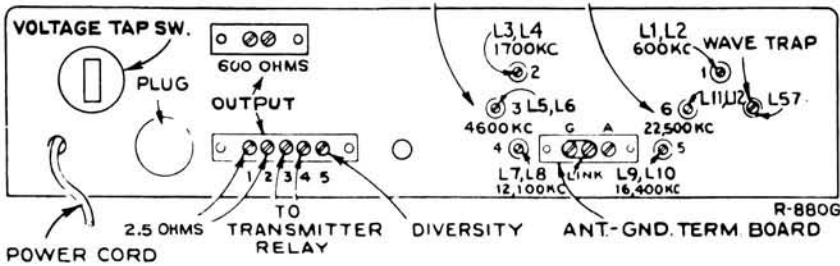 VOLTAGE TAP SW.
L3,L4
1700KC
L1,L2
600KC
WAVE TRAP
600 OHMS
PLUG
2
1
OUTPUT
3 L5,L6
6
L11,L12
L57
4600KC
22,500KC
G A
4
5
L7,L8
12,100KC
LINK
L9,L10
16,400KC
1 2 3 4 5
R-880G
2.5 OHMS
TO
TRANSMITTER
RELAY
DIVERSITY
ANT.-GND. TERM. BOARD
POWER CORD